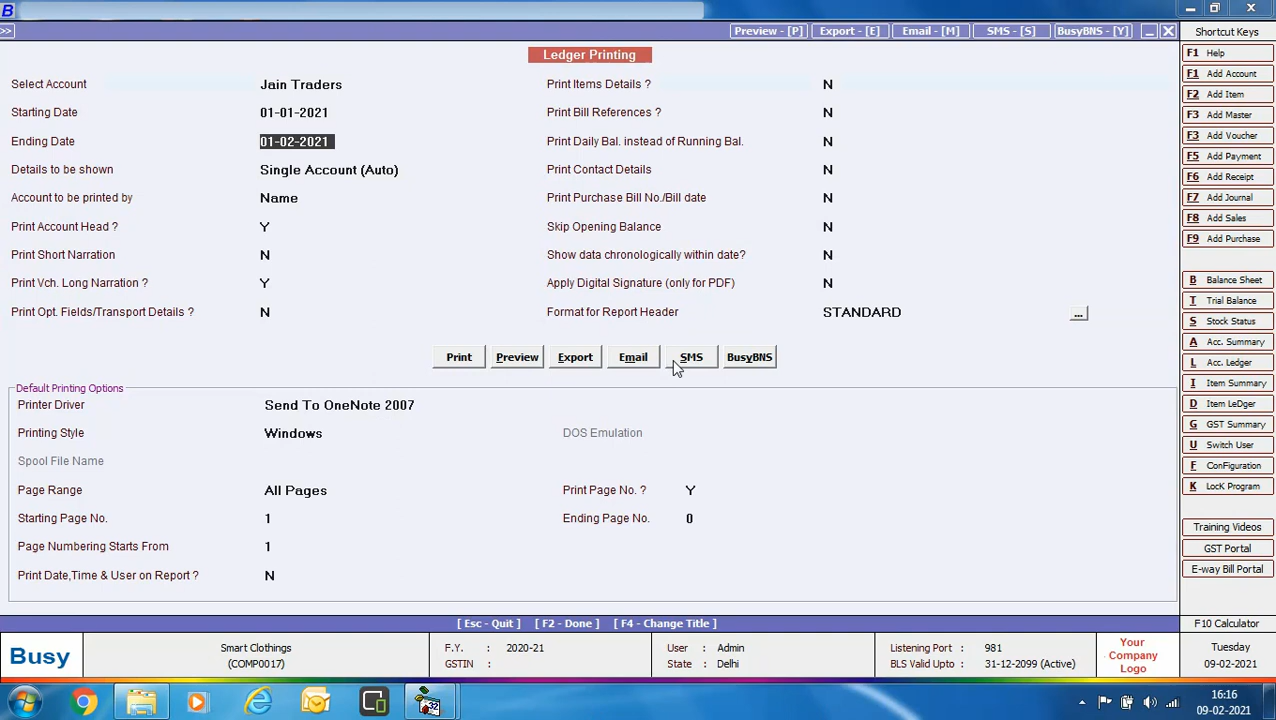 B
>>
Preview - [P] Export - [E] Email - [M] SMS - [S] BusyBNS - [Y]
Ledger Printing
Select Account Jain Traders
Starting Date 01-01-2021
Ending Date 01-02-2021
Details to be shown Single Account (Auto)
Account to be printed by Name
Print Account Head ? Y
Print Short Narration N
Print Vch. Long Narration ? Y
Print Opt. Fields/Transport Details ? N
Print Items Details ? N
Print Bill References ? N
Print Daily Bal. instead of Running Bal. N
Print Contact Details N
Print Purchase Bill No./Bill date N
Skip Opening Balance N
Show data chronologically within date? N
Apply Digital Signature (only for PDF) N
Format for Report Header STANDARD ...
Print Preview Export Email SMS BusyBNS
Default Printing Options
Printer Driver Send To OneNote 2007
Printing Style Windows DOS Emulation
Spool File Name
Page Range All Pages Print Page No. ? Y
Starting Page No. 1 Ending Page No. 0
Page Numbering Starts From 1
Print Date,Time & User on Report ? N
[ Esc - Quit ] [ F2 - Done ] [ F4 - Change Title ]
Shortcut Keys
F1 Help
F1 Add Account
F2 Add Item
F3 Add Master
F3 Add Voucher
F5 Add Payment
F6 Add Receipt
F7 Add Journal
F8 Add Sales
F9 Add Purchase
B Balance Sheet
T Trial Balance
S Stock Status
A Acc. Summary
L Acc. Ledger
I Item Summary
D Item LeDger
G GST Summary
U Switch User
F ConFiguration
K LocK Program
Training Videos
GST Portal
E-way Bill Portal
F10 Calculator
Busy
Smart Clothings
(COMP0017)
F.Y. : 2020-21
GSTIN :
User : Admin
State : Delhi
Listening Port : 981
BLS Valid Upto : 31-12-2099 (Active)
Your
Company
Logo
Tuesday
09-02-2021
32
16:16
09-02-2021